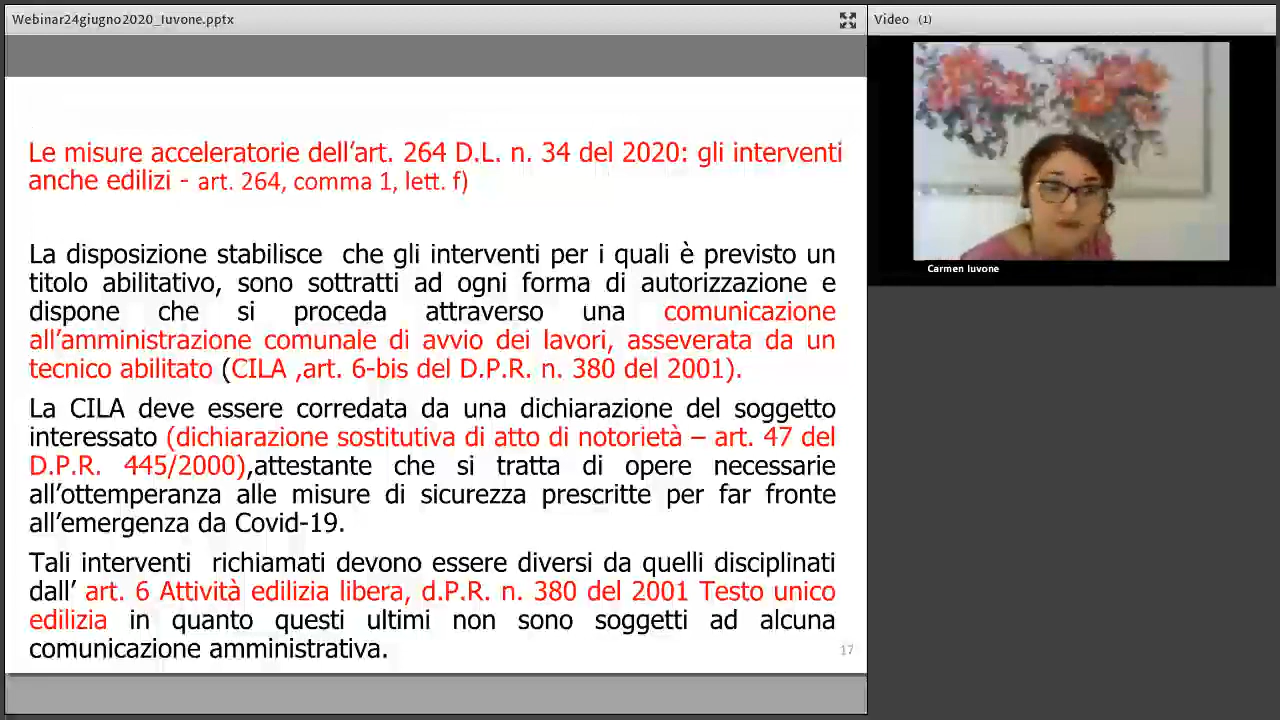 Webinar24giugno2020_Iuvone.pptx
Video (1)
Carmen Iuvone
Le misure acceleratorie dell’art. 264 D.L. n. 34 del 2020: gli interventi
anche edilizi - art. 264, comma 1, lett. f)
La disposizione stabilisce che gli interventi per i quali è previsto un
titolo abilitativo, sono sottratti ad ogni forma di autorizzazione e
dispone che si proceda attraverso una comunicazione
all’amministrazione comunale di avvio dei lavori, asseverata da un
tecnico abilitato (CILA ,art. 6-bis del D.P.R. n. 380 del 2001).
La CILA deve essere corredata da una dichiarazione del soggetto
interessato (dichiarazione sostitutiva di atto di notorietà – art. 47 del
D.P.R. 445/2000),attestante che si tratta di opere necessarie
all’ottemperanza alle misure di sicurezza prescritte per far fronte
all’emergenza da Covid-19.
Tali interventi richiamati devono essere diversi da quelli disciplinati
dall’ art. 6 Attività edilizia libera, d.P.R. n. 380 del 2001 Testo unico
edilizia in quanto questi ultimi non sono soggetti ad alcuna
comunicazione amministrativa.
17